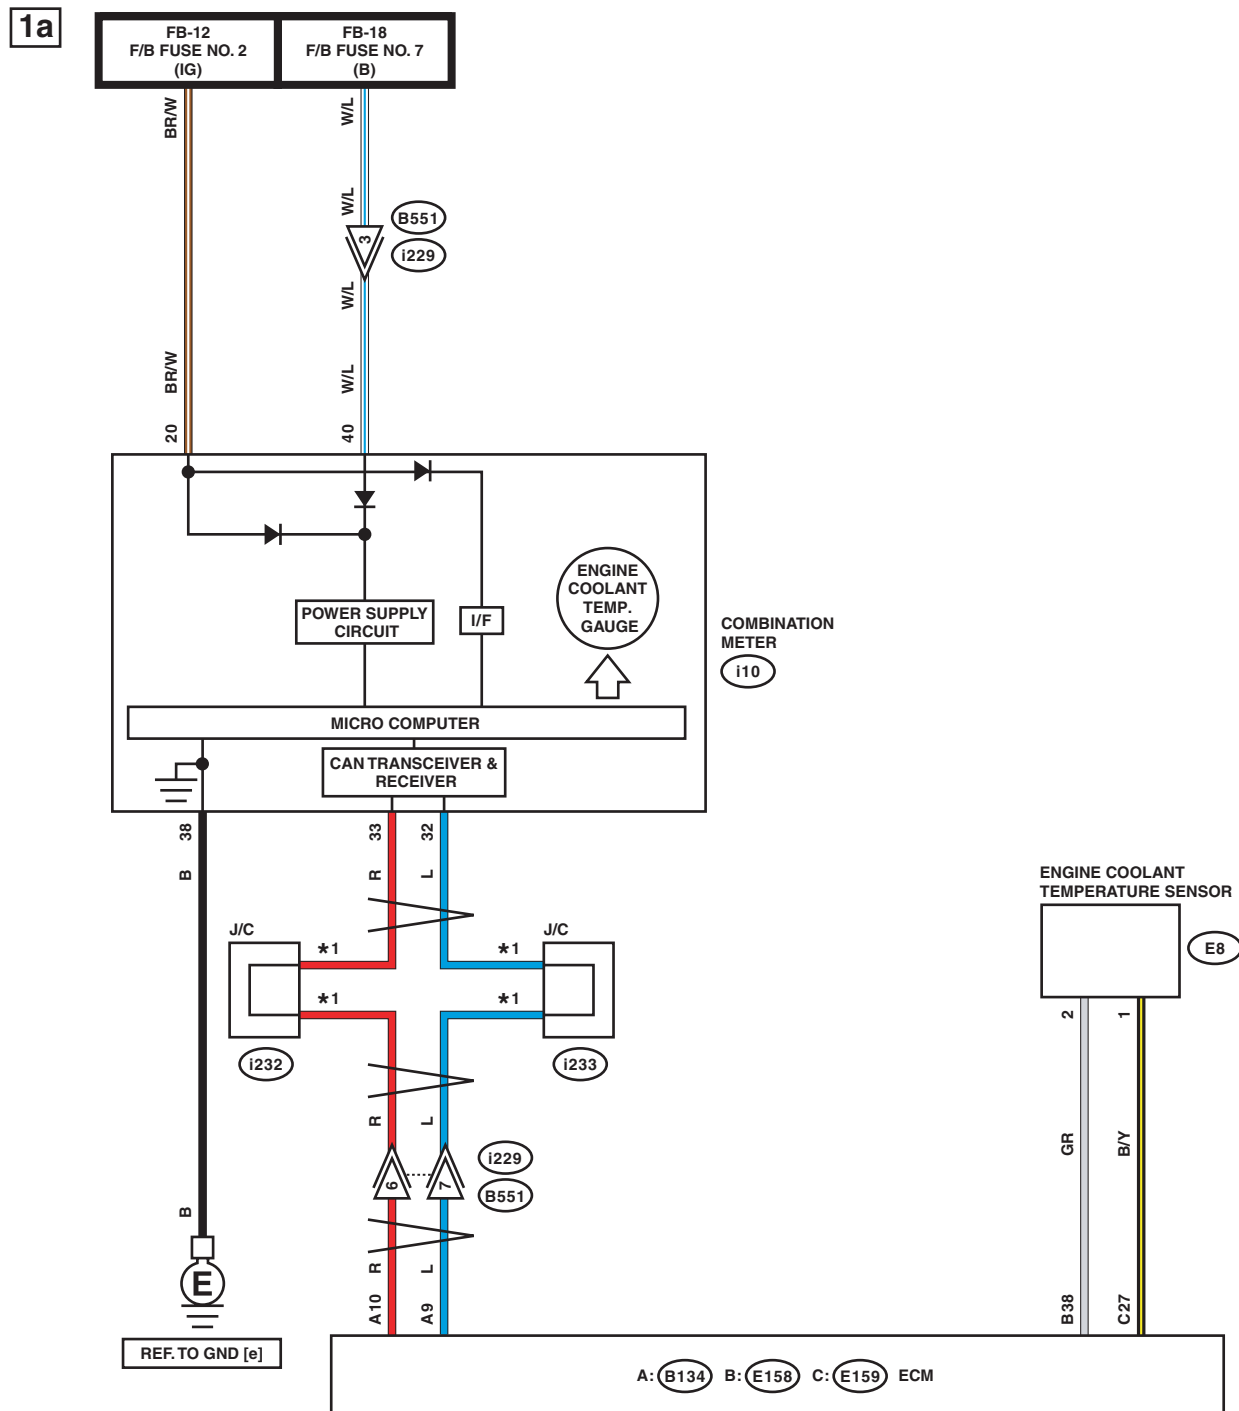 1a
FB-12
F/B FUSE NO. 2
(IG)
FB-18
F/B FUSE NO. 7
(B)
BR/W
W/L
W/L
3
B551
i229
W/L
BR/W
W/L
20
40
POWER SUPPLY
CIRCUIT
I/F
ENGINE
COOLANT
TEMP.
GAUGE
COMBINATION
METER
i10
MICRO COMPUTER
CAN TRANSCEIVER &
RECEIVER
38
33
32
B
R
L
J/C
*1
*1
J/C
*1
*1
i232
i233
R
L
6
7
i229
B551
B
R
L
A10
A9
E
REF. TO GND [e]
ENGINE COOLANT
TEMPERATURE SENSOR
E8
2
1
GR
B/Y
B38
C27
A: B134 B: E158 C: E159 ECM